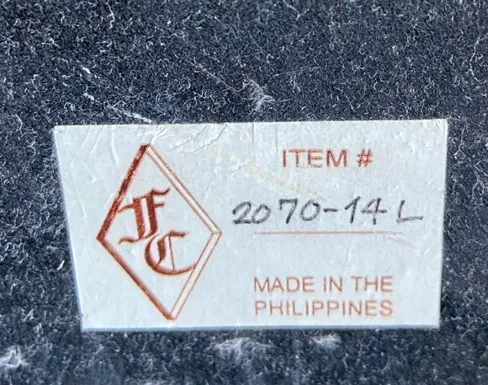 FC
ITEM #
2070-14 L
MADE IN THE
PHILIPPINES